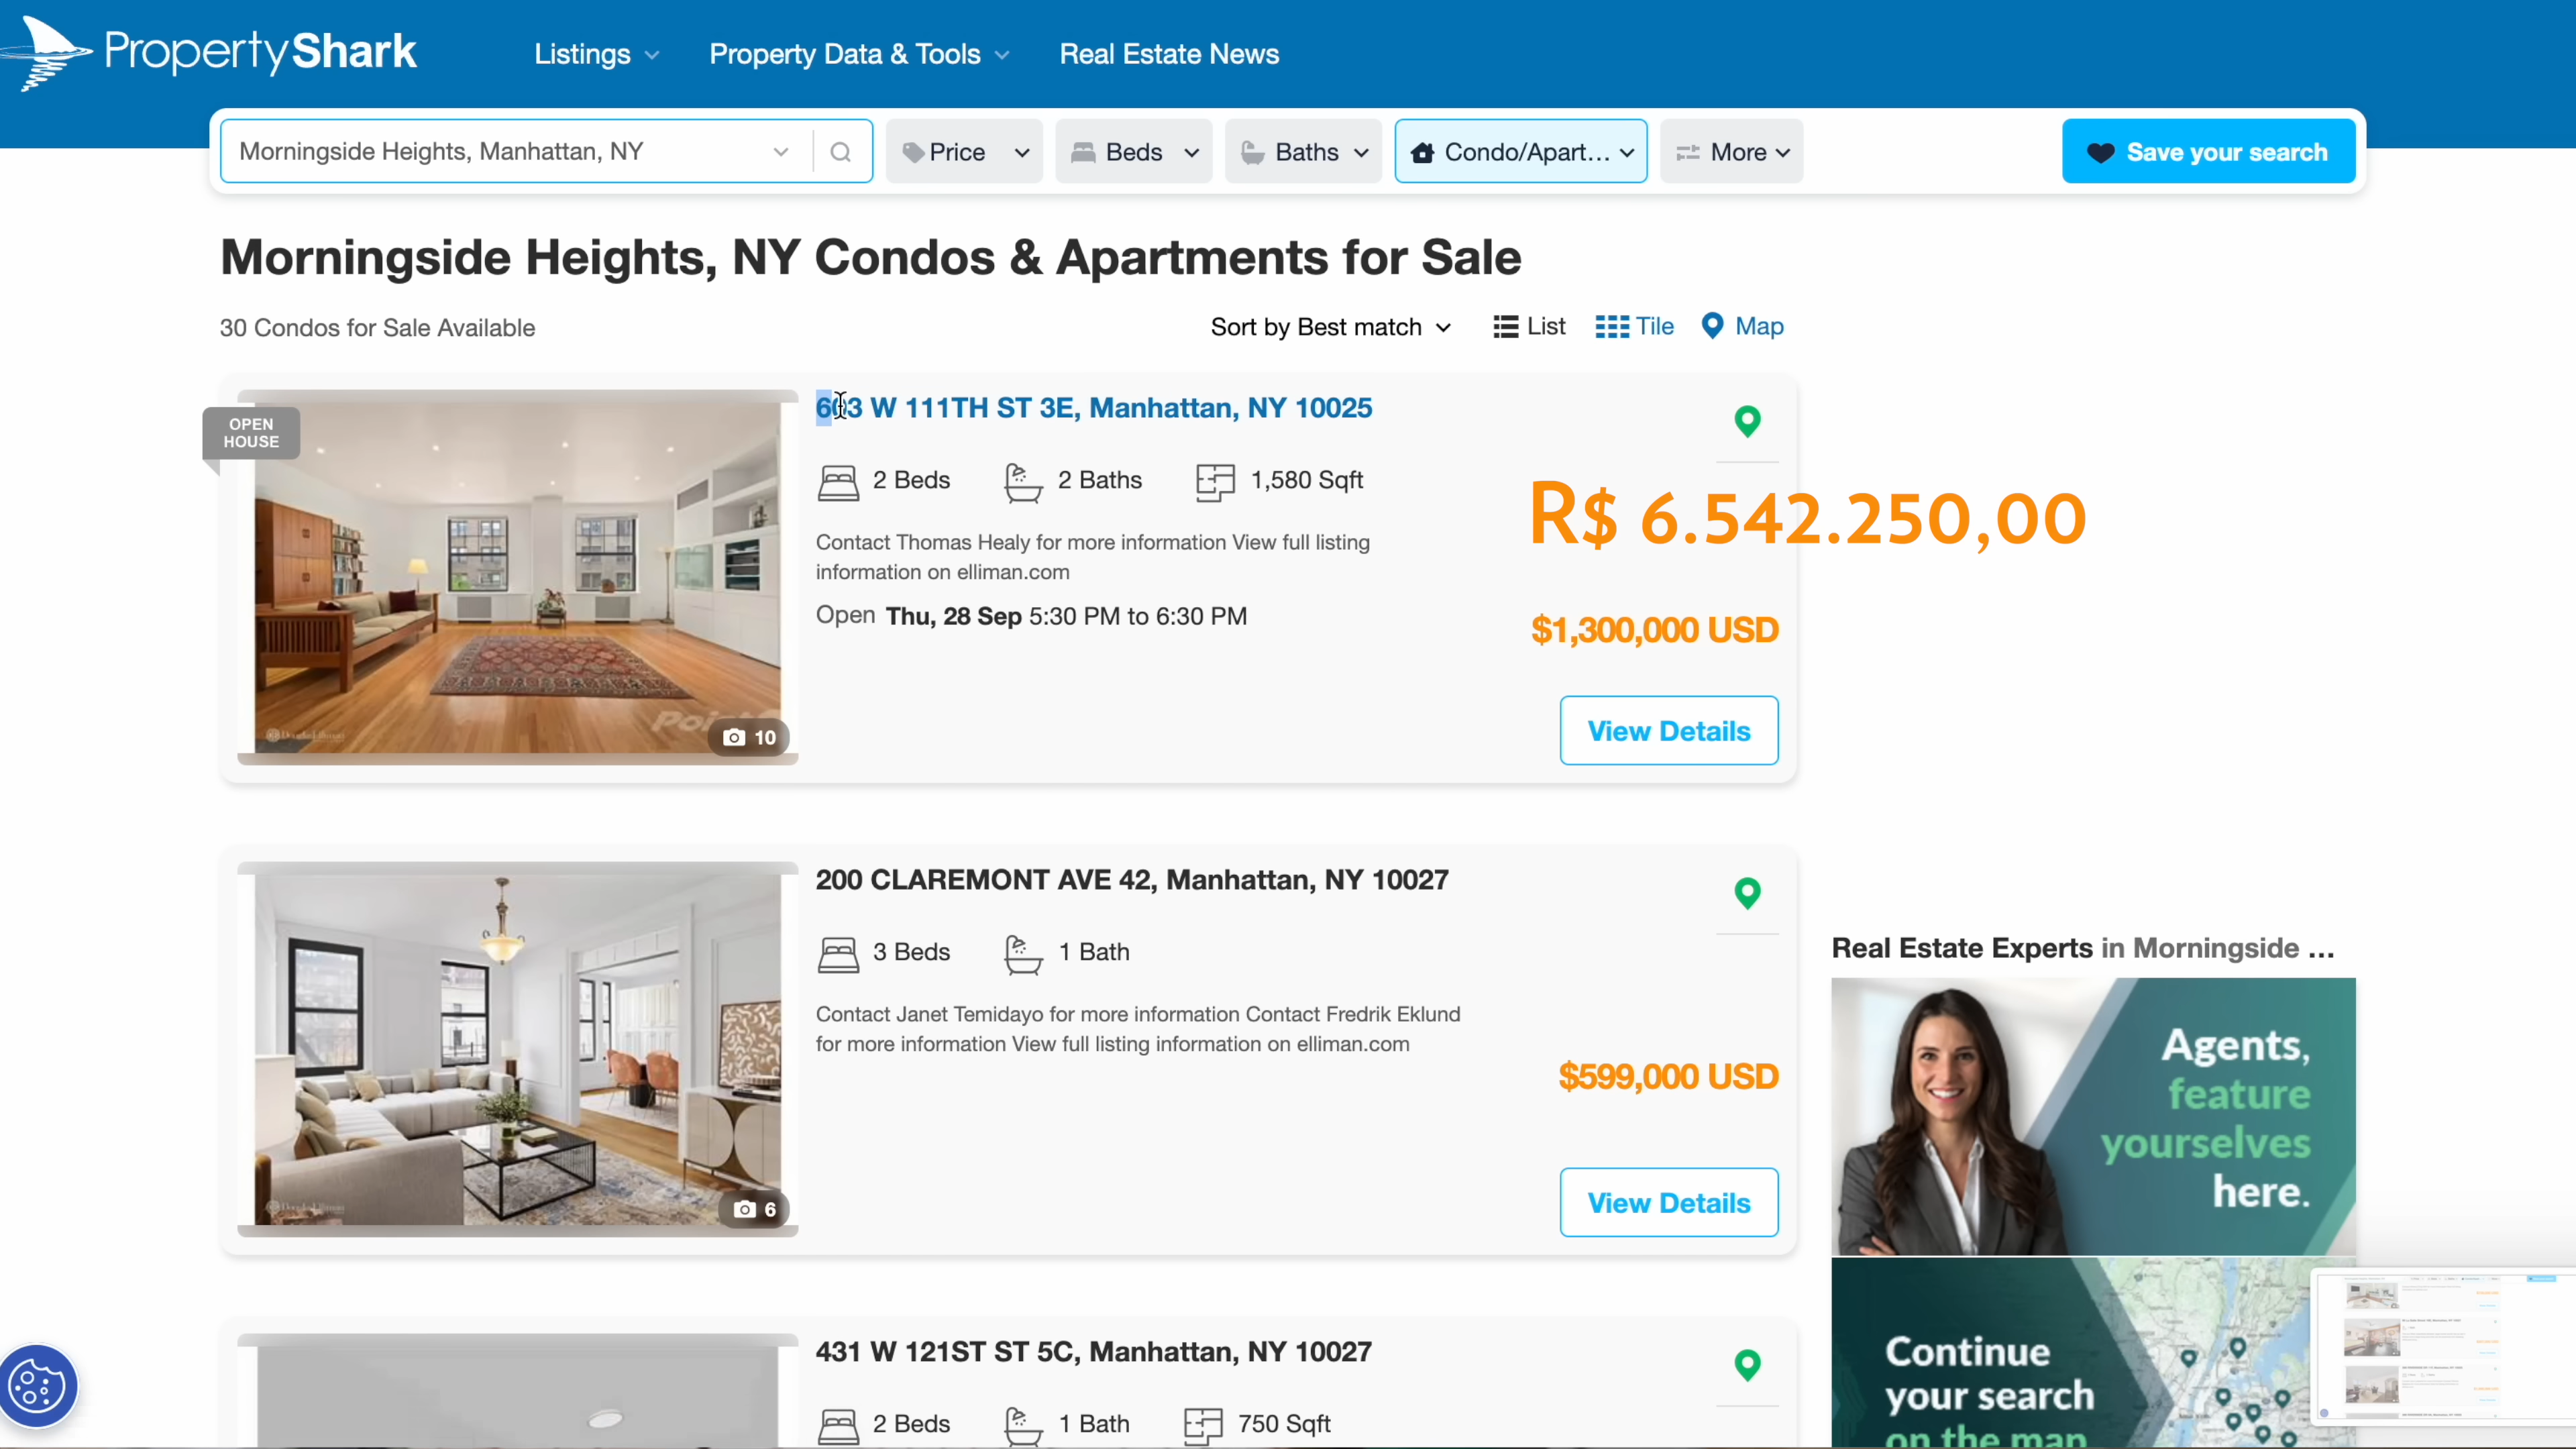 PropertyShark
Listings
Property Data & Tools
Real Estate News
Morningside Heights, Manhattan, NY
Price
Beds
Baths
Condo/Apart...
More
Save your search
Morningside Heights, NY Condos & Apartments for Sale
30 Condos for Sale Available
Sort by Best match
List
Tile
Map
OPEN
HOUSE
10
603 W 111TH ST 3E, Manhattan, NY 10025
2 Beds
2 Baths
1,580 Sqft
Contact Thomas Healy for more information View full listing
information on elliman.com
Open Thu, 28 Sep 5:30 PM to 6:30 PM
R$ 6.542.250,00
$1,300,000 USD
View Details
6
200 CLAREMONT AVE 42, Manhattan, NY 10027
3 Beds
1 Bath
Contact Janet Temidayo for more information Contact Fredrik Eklund
for more information View full listing information on elliman.com
$599,000 USD
View Details
Real Estate Experts in Morningside ...
Agents,
feature
yourselves
here.
Continue
your search
on the map
431 W 121ST ST 5C, Manhattan, NY 10027
2 Beds
1 Bath
750 Sqft